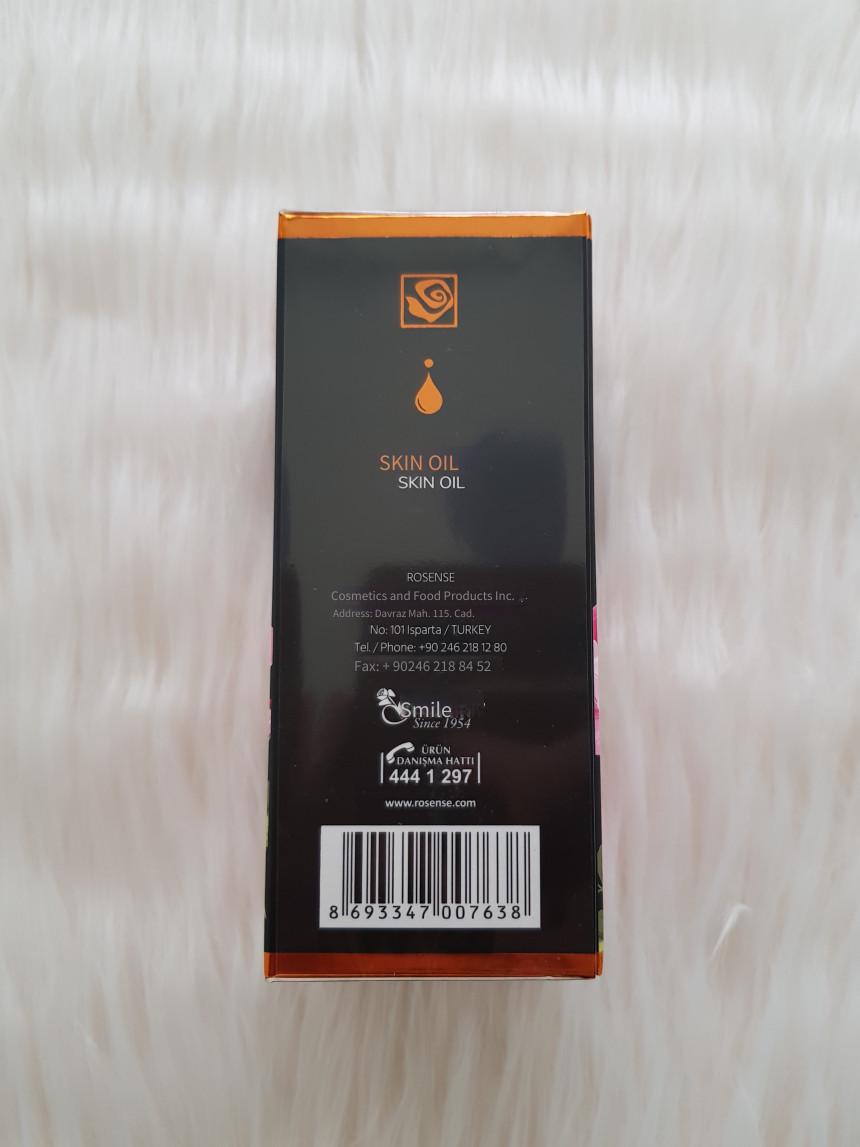 SKIN OIL
SKIN OIL
ROSENSE
Cosmetics and Food Products Inc.
Address: Davraz Mah. 115. Cad.
No: 101 Isparta / TURKEY
Tel. / Phone: +90 246 218 12 80
Fax: + 90246 218 84 52
Smile
Since 1954
ÜRÜN
DANIŞMA HATTI
444 1 297
www.rosense.com
8 693347 007638